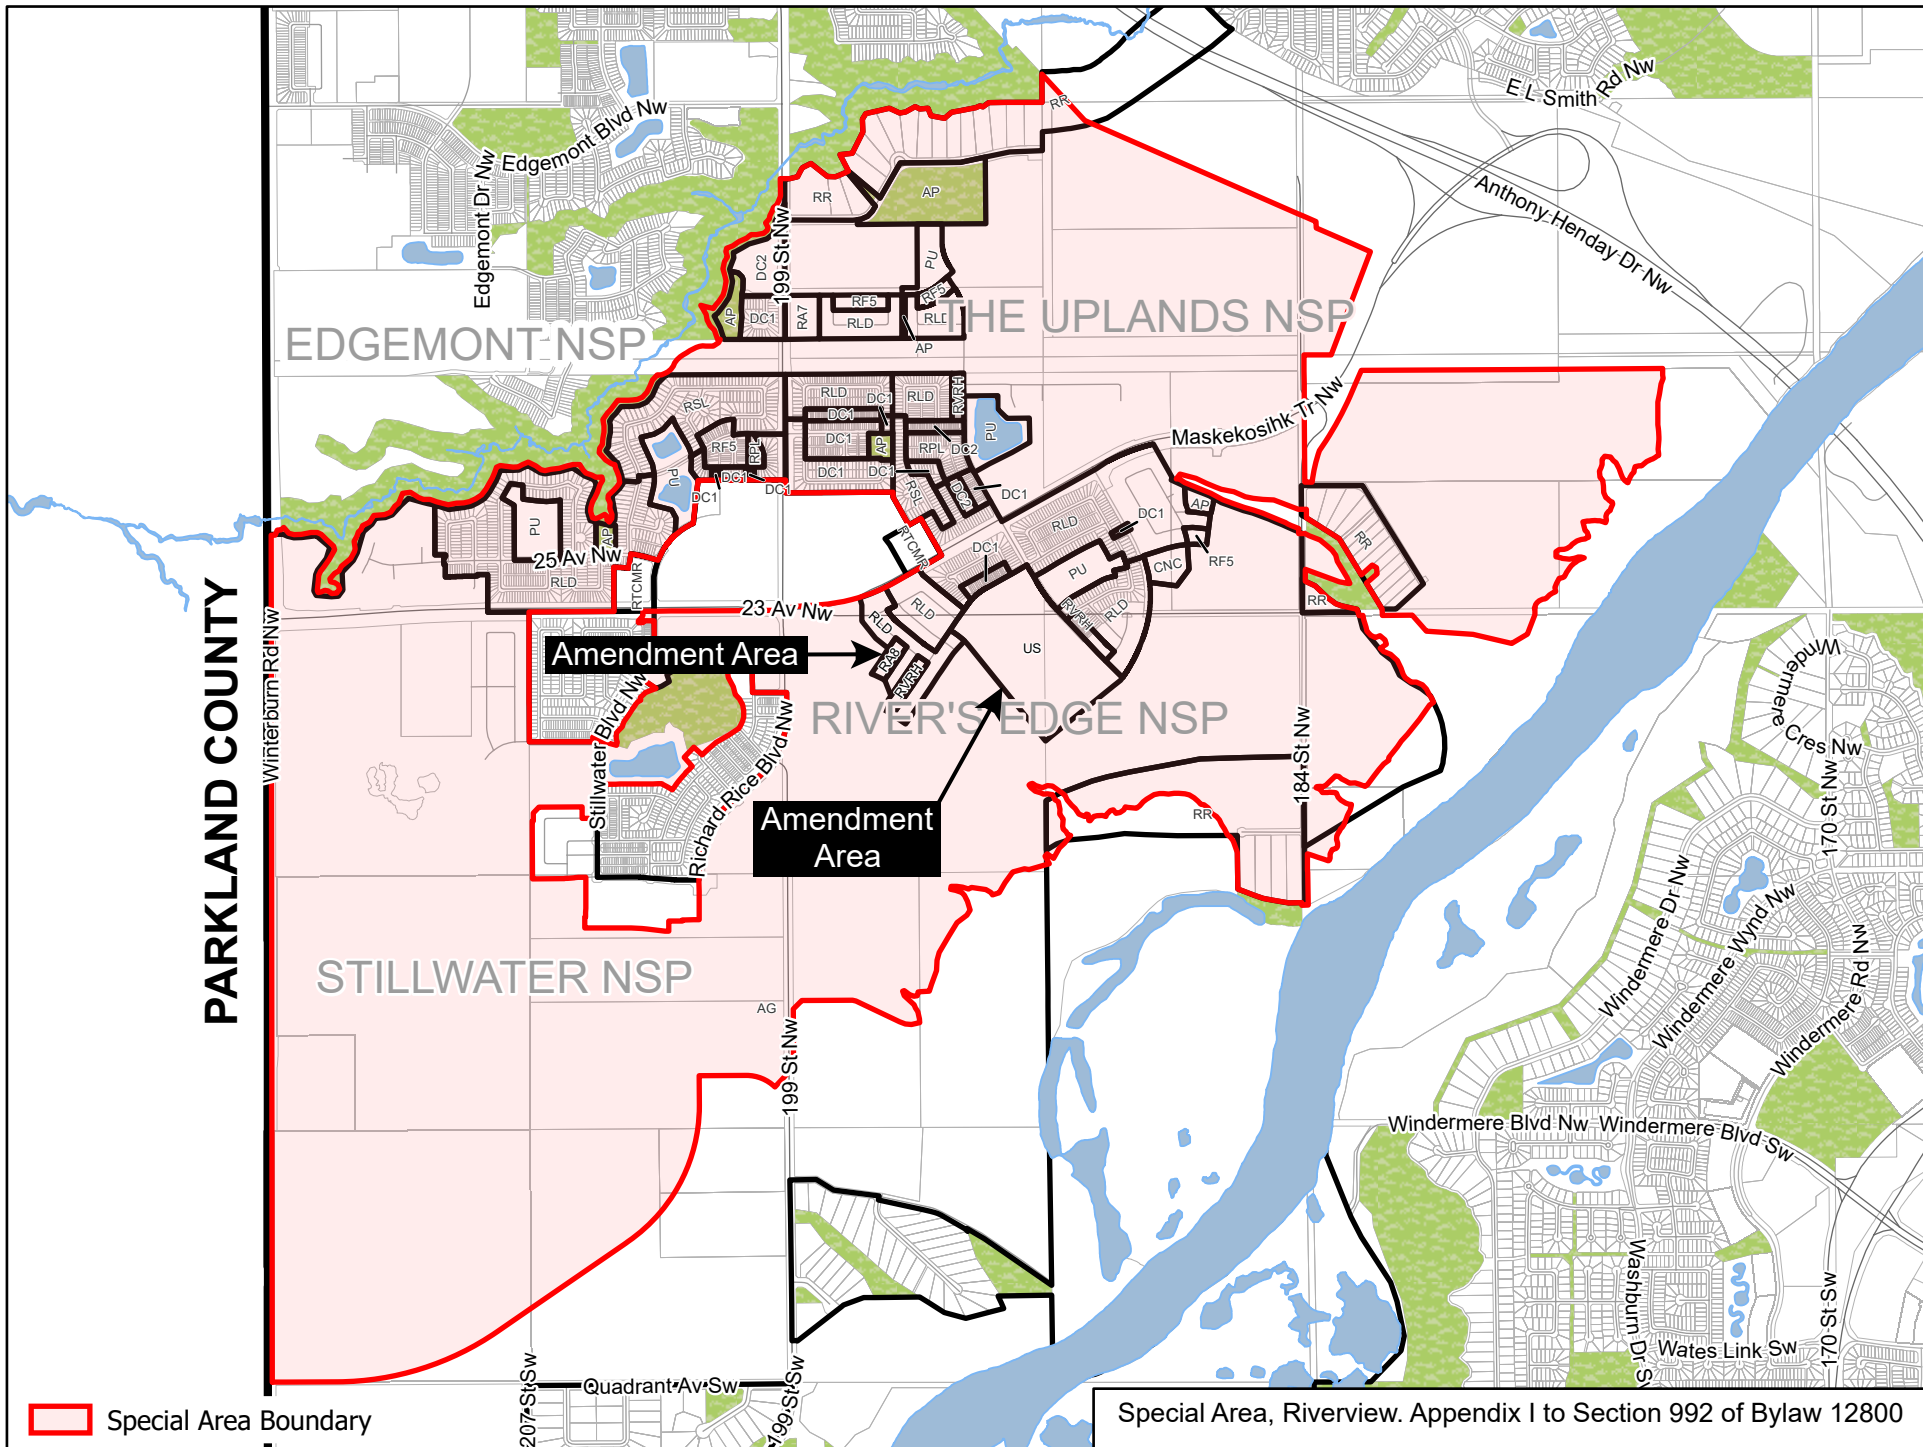 E L Smith Rd Nw
RR
Edgemont Blvd Nw
Edgemont Dr Nw
Anthony Henday Dr Nw
RR
AP
199 St Nw
DC2
PU
RF5
AP
DC1
RA7
RF5
RLD
RLD
AP
THE UPLANDS NSP
EDGEMONT NSP
RSL
RLD
DC1
RLD
RVRH
DC1
PU
Maskekosihk Tr Nw
RF5
RPL
DC1
AP
RPL
DC2
PU
DC1
DC1
DC1
DC1
DC1
RSL
DC2
DC1
PU
AP
25 Av Nw
RLD
RTCMR
RTCMR
RLD
DC1
AP
DC1
RF5
CNC
PU
RR
RR
RVRH
RLD
23 Av Nw
RLD
RLD
Amendment Area
RA8
RVRH
US
RIVER'S EDGE NSP
PARKLAND COUNTY
Winterburn Rd Nw
Stillwater Blvd Nw
Richard Rice Blvd Nw
184 St Nw
Windermere
Cres Nw
170 St Nw
Amendment
Area
RR
STILLWATER NSP
AG
199 St Nw
Windermere Dr Nw
Windermere Wynd Nw
Windermere Rd Nw
Windermere Blvd Nw
Windermere Blvd Sw
Washburn Dr Sw
Wates Link Sw
170 St Sw
207 St Sw
Quadrant Av Sw
199 St Sw
Special Area Boundary
Special Area, Riverview. Appendix I to Section 992 of Bylaw 12800